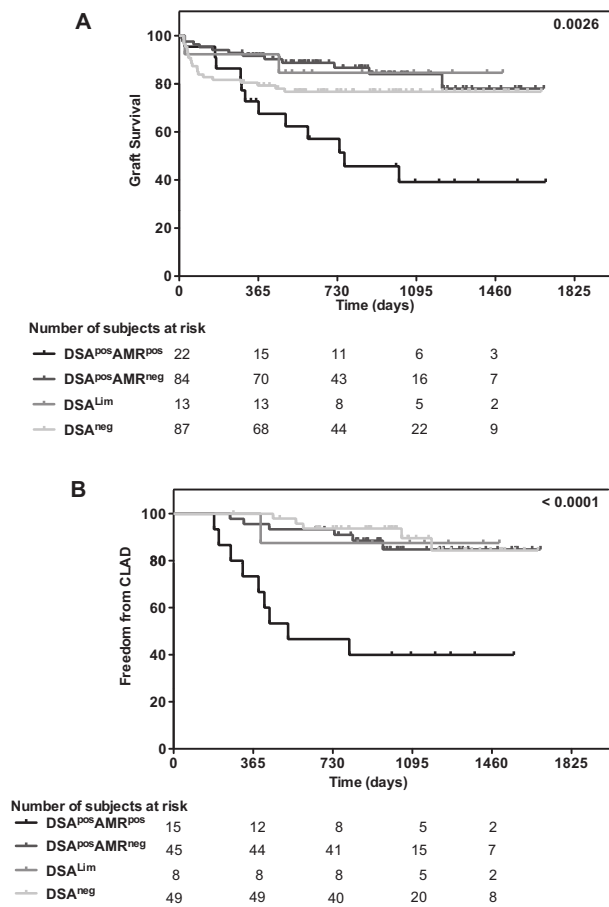 A
0.0026
100
80
60
40
20
0
Graft Survival
0 365 730 1095 1460 1825
Time (days)
Number of subjects at risk
DSAposAMRpos 22 15 11 6 3
DSAposAMRneg 84 70 43 16 7
DSALim 13 13 8 5 2
DSAneg 87 68 44 22 9
B
< 0.0001
100
80
60
40
20
0
Freedom from CLAD
0 365 730 1095 1460 1825
Time (days)
Number of subjects at risk
DSAposAMRpos 15 12 8 5 2
DSAposAMRneg 45 44 41 15 7
DSALim 8 8 8 5 2
DSAneg 49 49 40 20 8